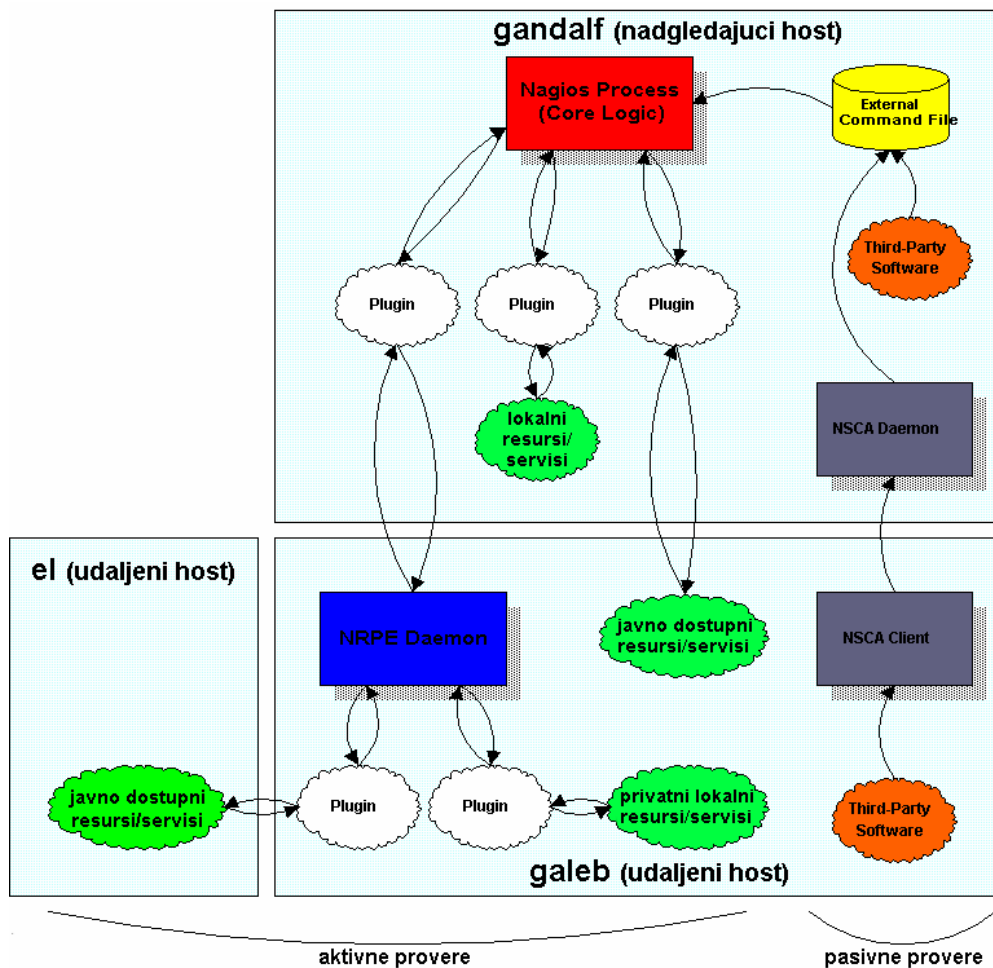 gandalf (nadgledajuci host)
Nagios Process
(Core Logic)
External
Command File
Third-Party
Software
Plugin
Plugin
Plugin
lokalni
resursi/
servisi
NSCA Daemon
el (udaljeni host)
NRPE Daemon
javno dostupni
resursi/servisi
NSCA Client
javno dostupni
resursi/servisi
Plugin
Plugin
privatni lokalni
resursi/servisi
Third-Party
Software
galeb (udaljeni host)
aktivne provere
pasivne provere